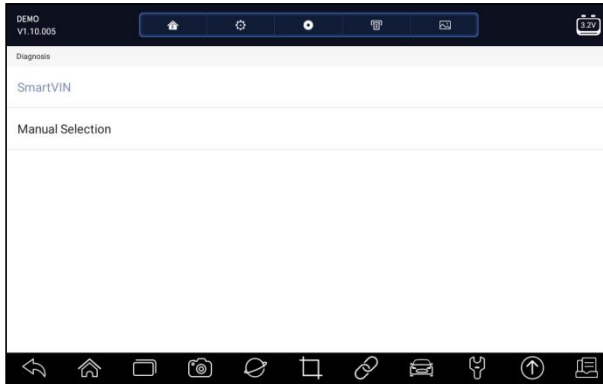 DEMO
V1.10.005
3.2V
Diagnosis
SmartVIN
Manual Selection